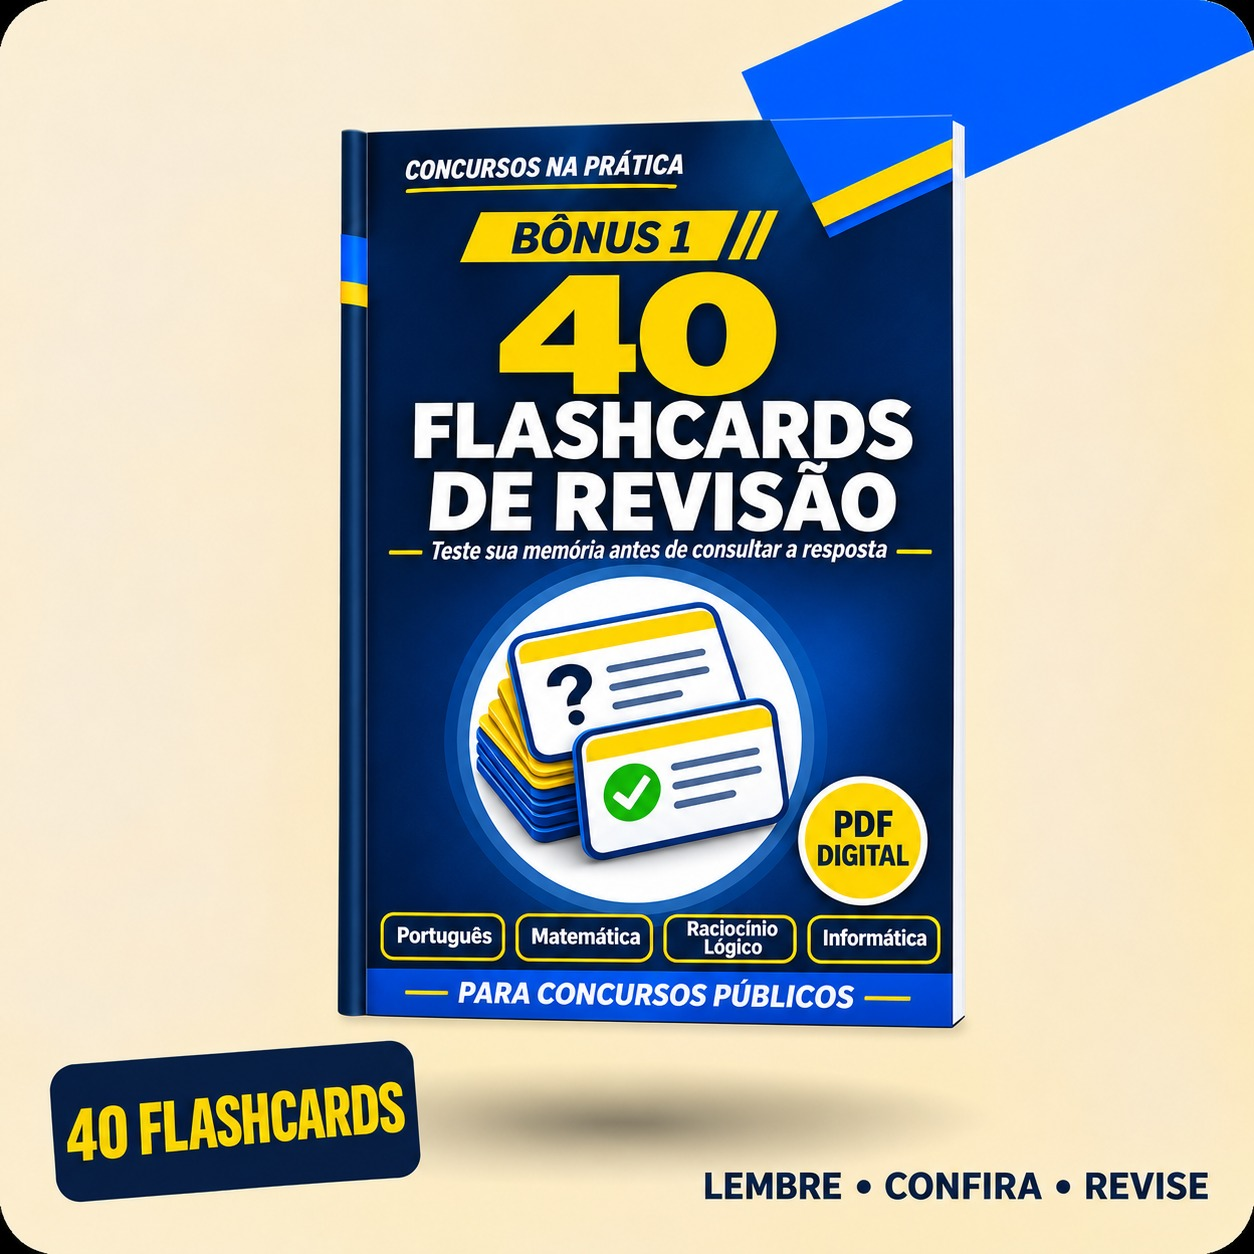 CONCURSOS NA PRÁTICA
BÔNUS 1
40
FLASHCARDS
DE REVISÃO
Teste sua memória antes de consultar a resposta
?
PDF
DIGITAL
Português
Matemática
Raciocínio
Lógico
Informática
PARA CONCURSOS PÚBLICOS
40 FLASHCARDS
LEMBRE • CONFIRA • REVISE